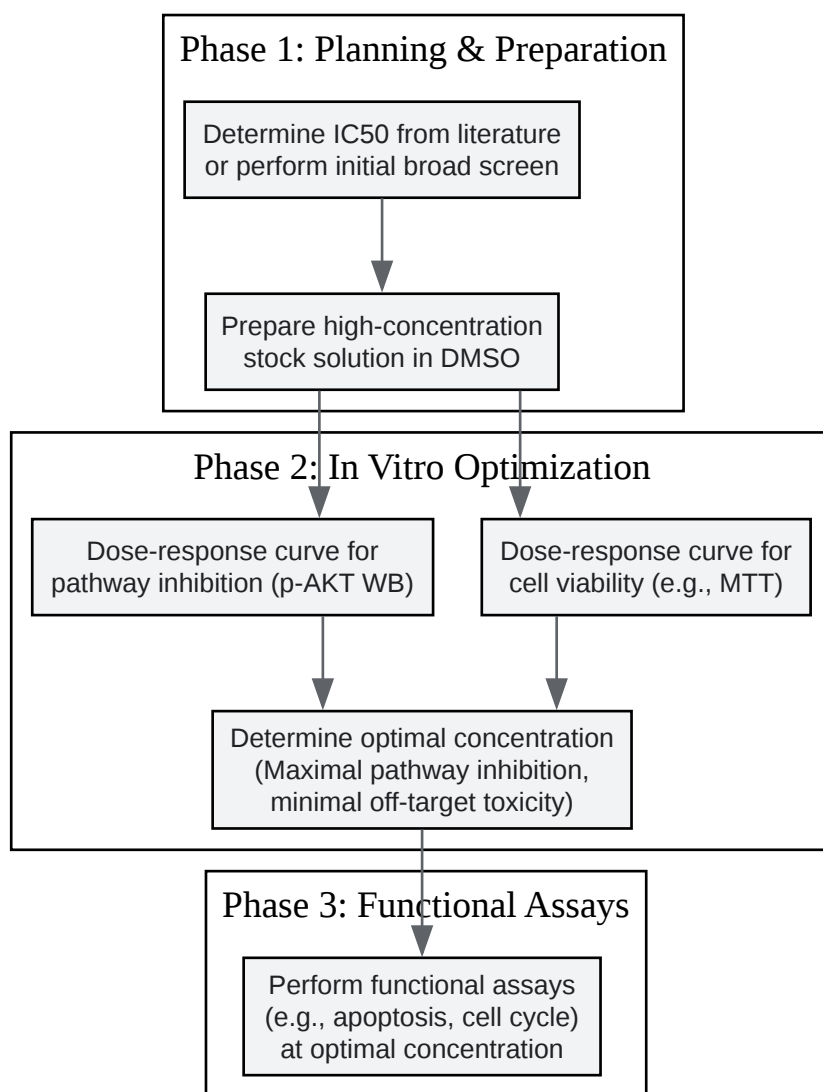 Phase 1: Planning & Preparation
Determine IC50 from literature
or perform initial broad screen
Prepare high-concentration
stock solution in DMSO
Phase 2: In Vitro Optimization
Dose-response curve for
pathway inhibition (p-AKT WB)
Dose-response curve for
cell viability (e.g., MTT)
Determine optimal concentration
(Maximal pathway inhibition,
minimal off-target toxicity)
Phase 3: Functional Assays
Perform functional assays
(e.g., apoptosis, cell cycle)
at optimal concentration